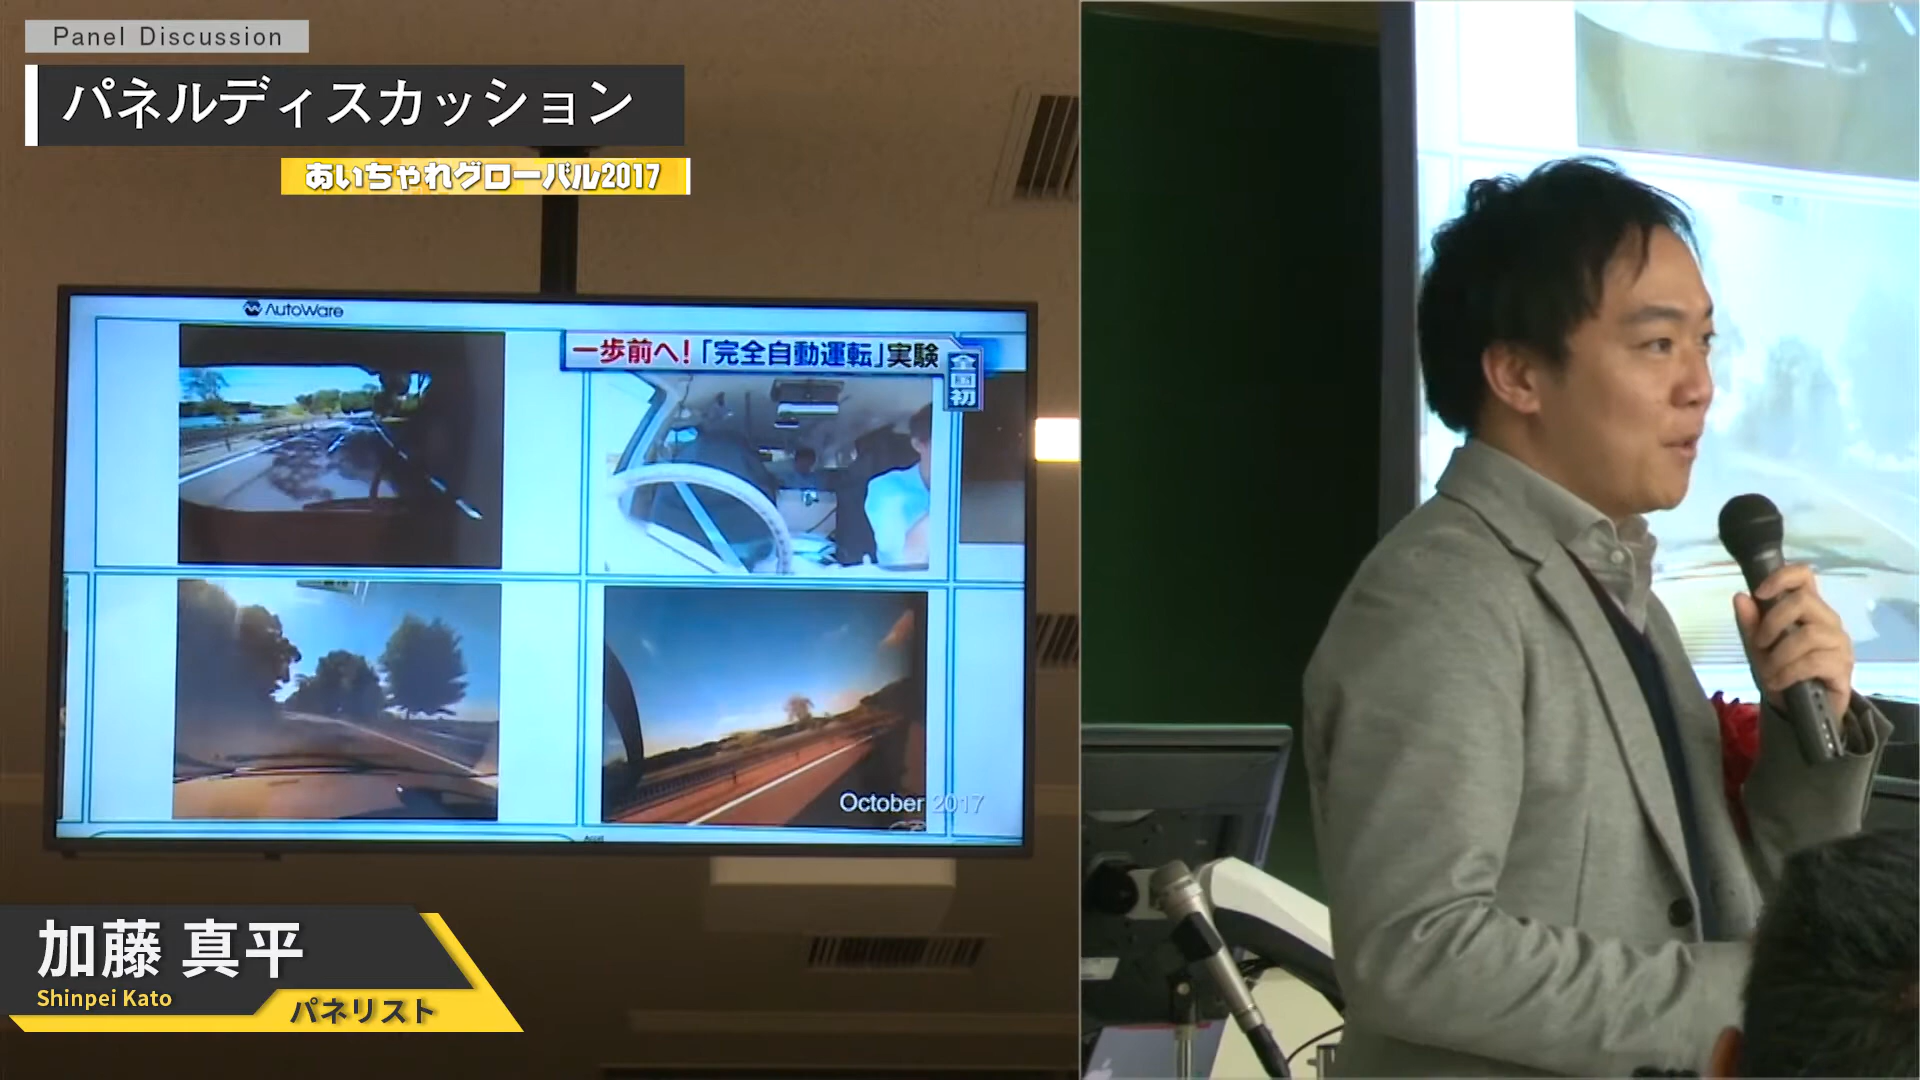 Panel Discussion
パネルディスカッション
あいちゃれグローバル2017
AutoWare
一歩前へ!「完全自動運転」実験
全国初
October 2017
加藤 真平
Shinpei Kato
パネリスト